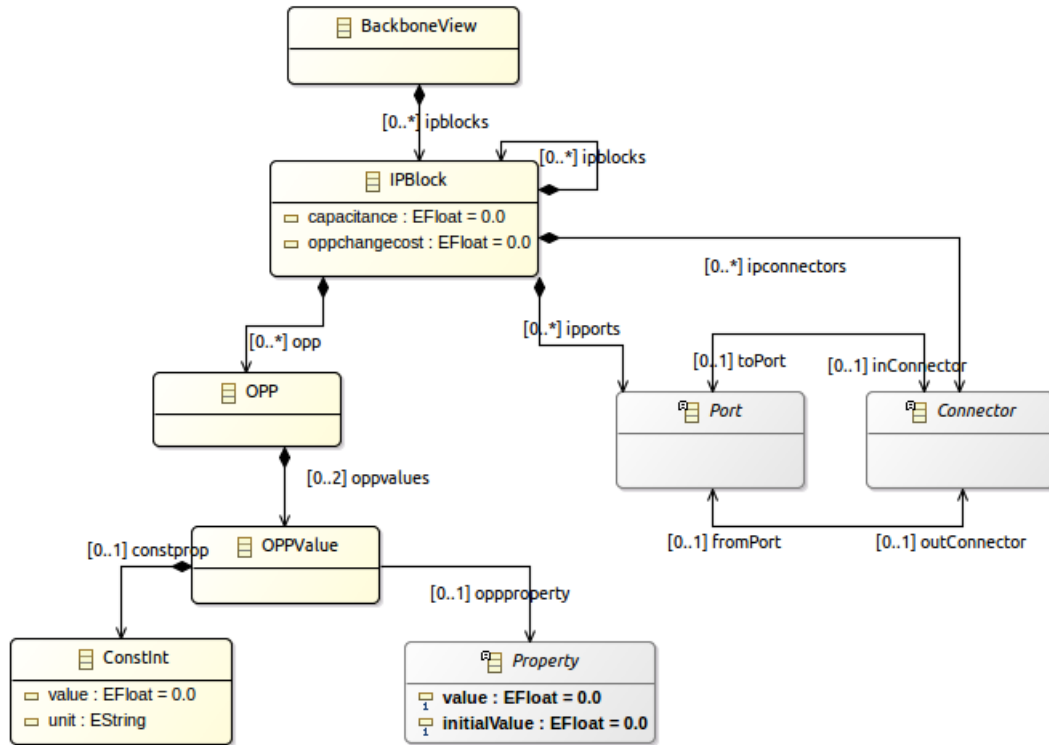 BackboneView
[0..*] ipblocks
[0..*] ipblocks
IPBlock
capacitance : EFloat = 0.0
oppchangecost : EFloat = 0.0
[0..*] ipconnectors
[0..*] ipports
[0..*] opp
[0..1] toPort
[0..1] inConnector
OPP
Port
Connector
[0..2] oppvalues
[0..1] fromPort
[0..1] outConnector
OPPValue
[0..1] constprop
[0..1] oppproperty
ConstInt
value : EFloat = 0.0
unit : EString
Property
1 value : EFloat = 0.0
1 initialValue : EFloat = 0.0